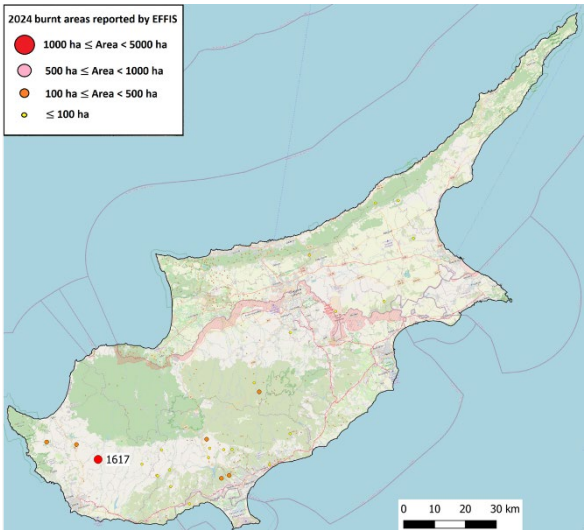 2024 burnt areas reported by EFFIS
1000 ha ≤ Area < 5000 ha
500 ha ≤ Area < 1000 ha
100 ha ≤ Area < 500 ha
≤ 100 ha
1617
0 10 20 30 km